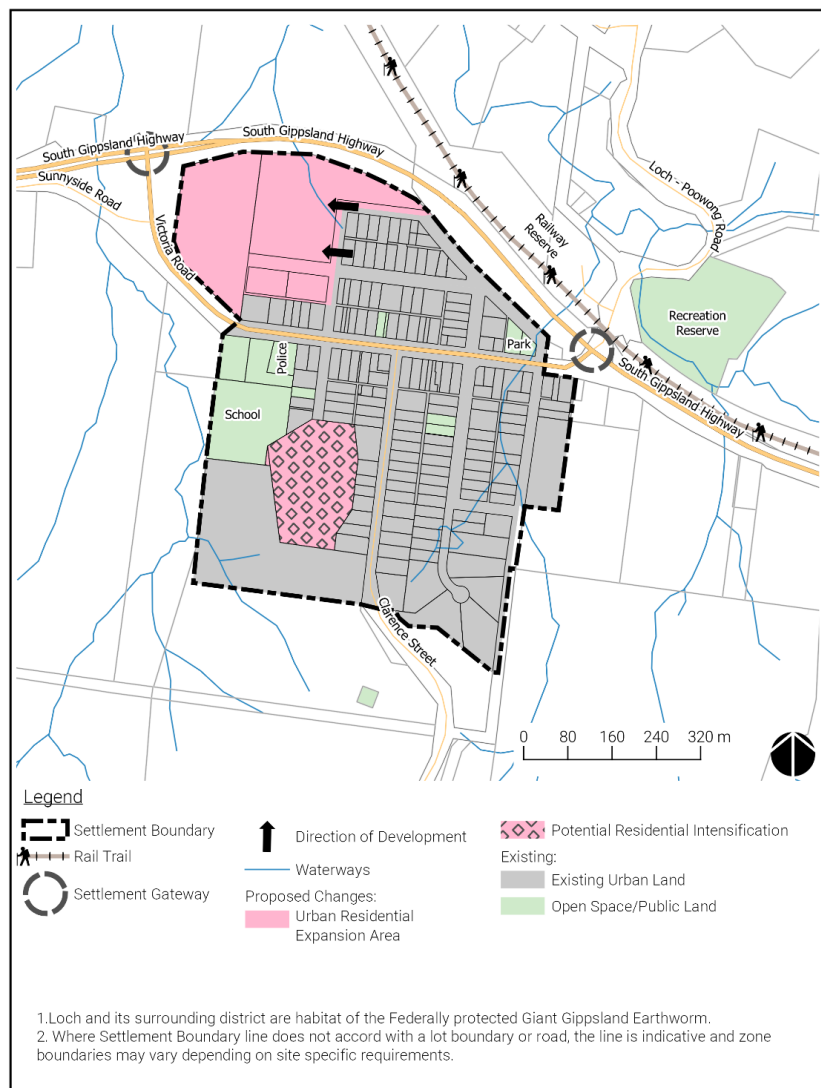 South Gippsland Highway
South Gippsland Highway
Sunnyside Road
Victoria Road
Loch - Poowong Road
Railway
Reserve
Recreation
Reserve
Park
Police
School
South Gippsland Highway
Clarence Street
0 80 160 240 320 m
Legend
Settlement Boundary
Rail Trail
Settlement Gateway
Direction of Development
Waterways
Proposed Changes:
Urban Residential
Expansion Area
Potential Residential Intensification
Existing:
Existing Urban Land
Open Space/Public Land
1.Loch and its surrounding district are habitat of the Federally protected Giant Gippsland Earthworm.
2. Where Settlement Boundary line does not accord with a lot boundary or road, the line is indicative and zone
boundaries may vary depending on site specific requirements.